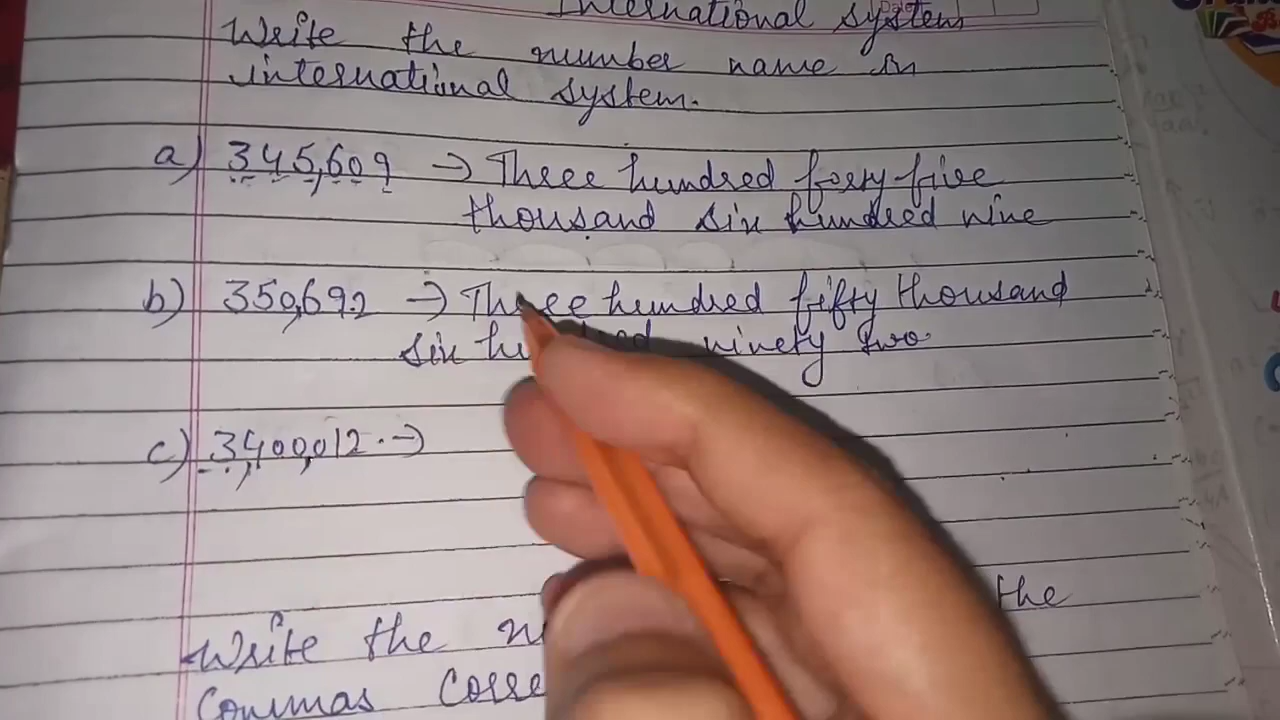 International system
Write the number name in
international system.
a) 345,609 → Three hundred forty five
thousand six hundred nine
b) 350,692 → Three hundred fifty thousand
six hundred ninety two
c) 3,400,012. →
the
Write the
Commas